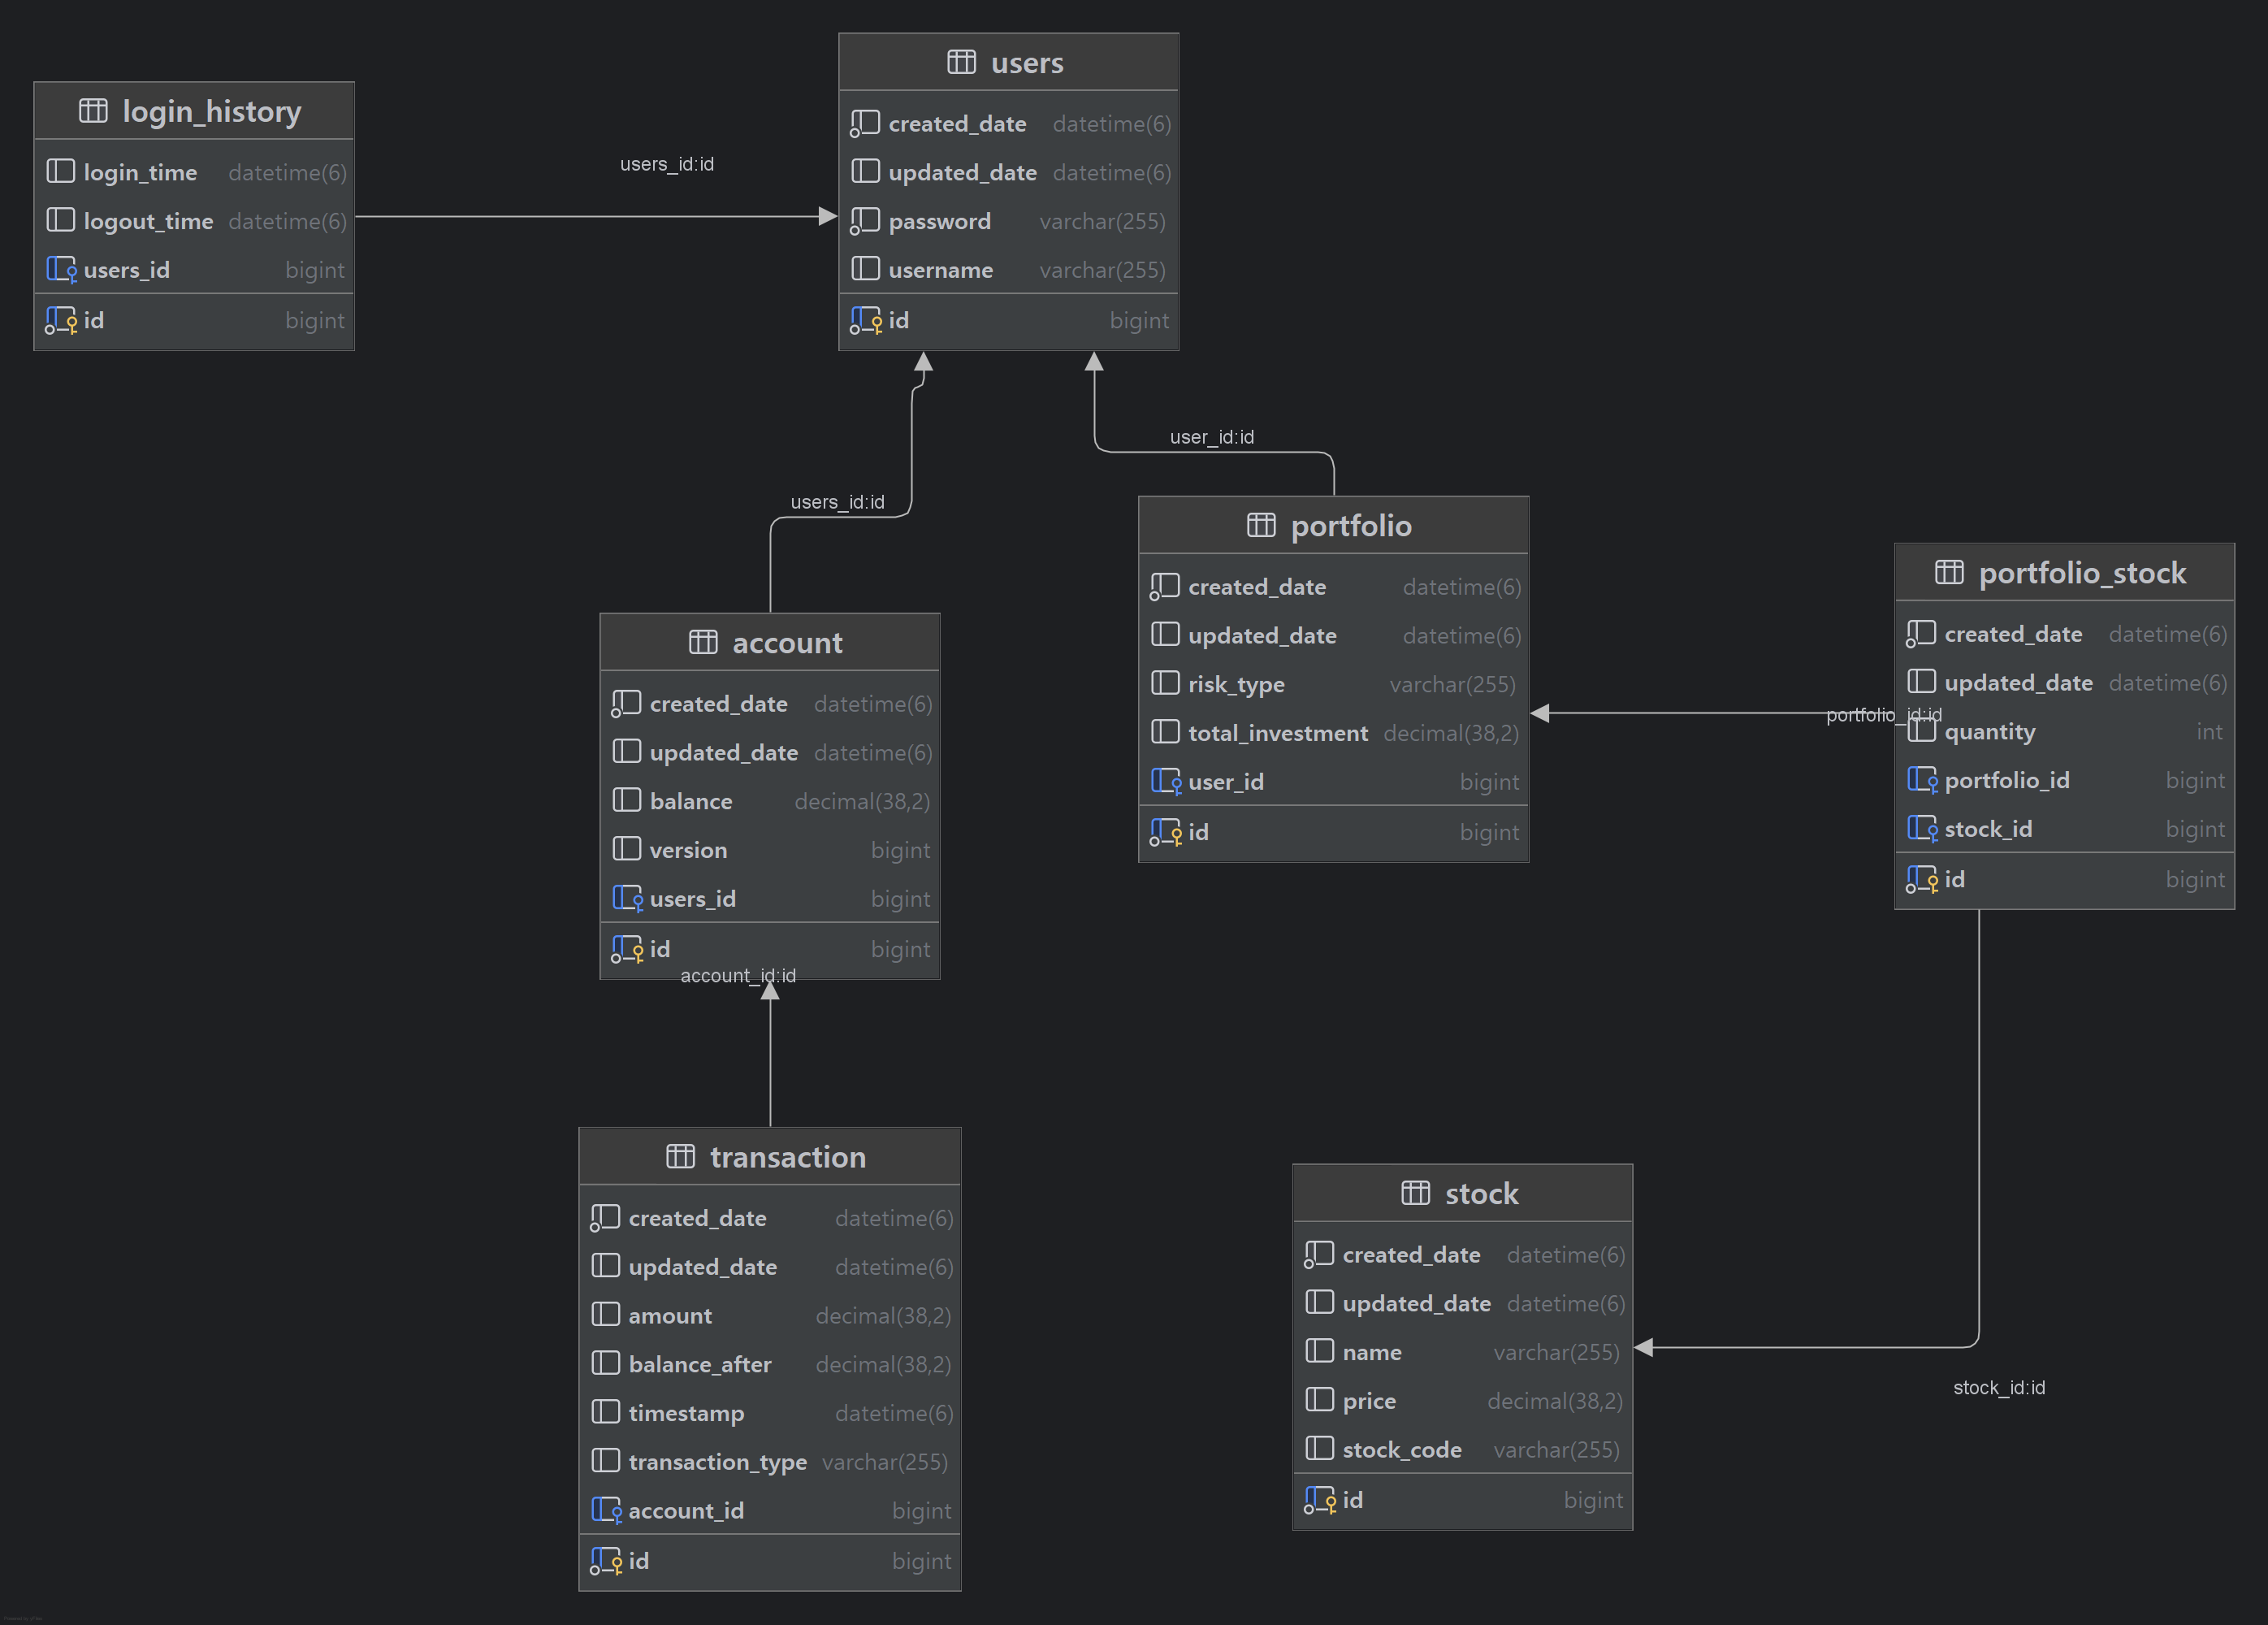 users
created_date datetime(6)
updated_date datetime(6)
password varchar(255)
username varchar(255)
id bigint
login_history
login_time datetime(6)
logout_time datetime(6)
users_id bigint
id bigint
users_id:id
user_id:id
users_id:id
portfolio
created_date datetime(6)
updated_date datetime(6)
risk_type varchar(255)
total_investment decimal(38,2)
user_id bigint
id bigint
portfolio_stock
created_date datetime(6)
updated_date datetime(6)
quantity int
portfolio_id bigint
stock_id bigint
id bigint
portfolio_id:id
account
created_date datetime(6)
updated_date datetime(6)
balance decimal(38,2)
version bigint
users_id bigint
id bigint
account_id:id
transaction
created_date datetime(6)
updated_date datetime(6)
amount decimal(38,2)
balance_after decimal(38,2)
timestamp datetime(6)
transaction_type varchar(255)
account_id bigint
id bigint
stock
created_date datetime(6)
updated_date datetime(6)
name varchar(255)
price decimal(38,2)
stock_code varchar(255)
id bigint
stock_id:id